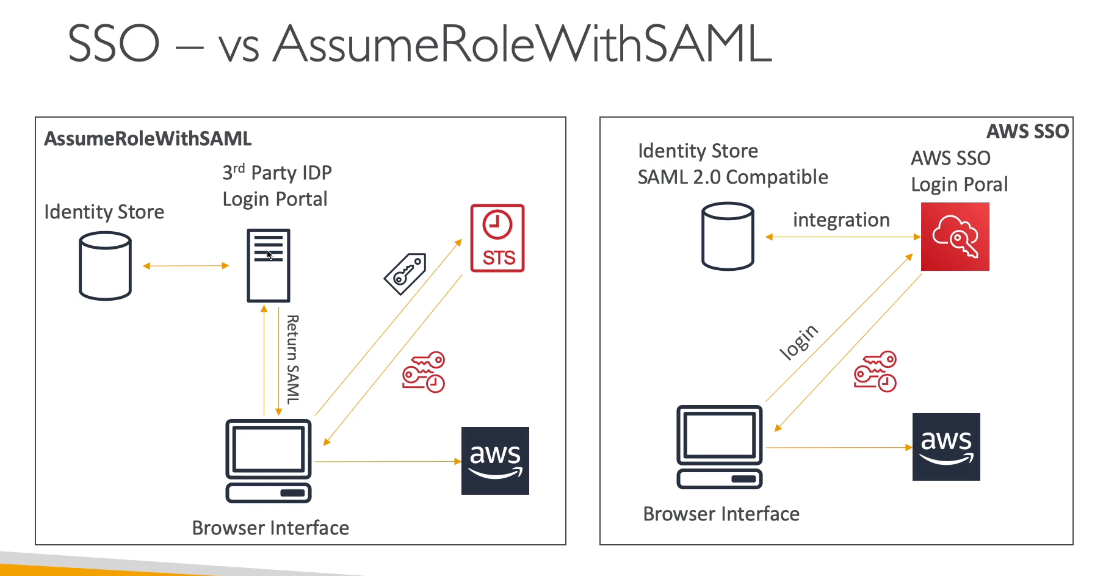 SSO – vs AssumeRoleWithSAML
AssumeRoleWithSAML
3rd Party IDP
Login Portal
Identity Store
STS
Return SAML
aws
Browser Interface
AWS SSO
Identity Store
SAML 2.0 Compatible
AWS SSO
Login Poral
integration
login
aws
Browser Interface